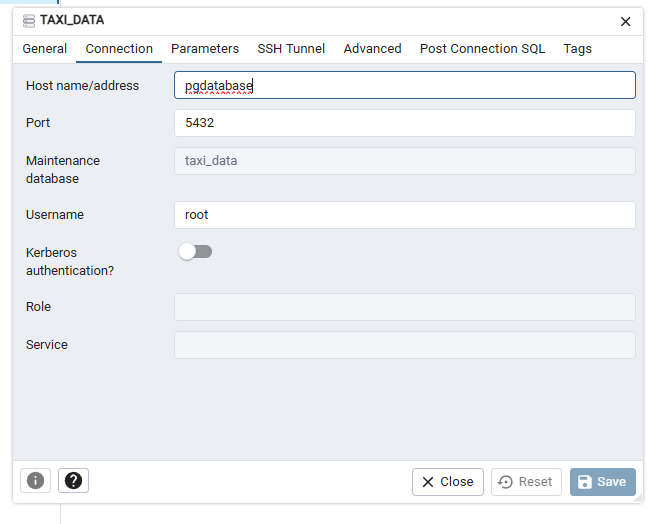 TAXI_DATA
General Connection Parameters SSH Tunnel Advanced Post Connection SQL Tags
Host name/address pgdatabase
Port 5432
Maintenance database taxi_data
Username root
Kerberos authentication?
Role
Service
Close Reset Save